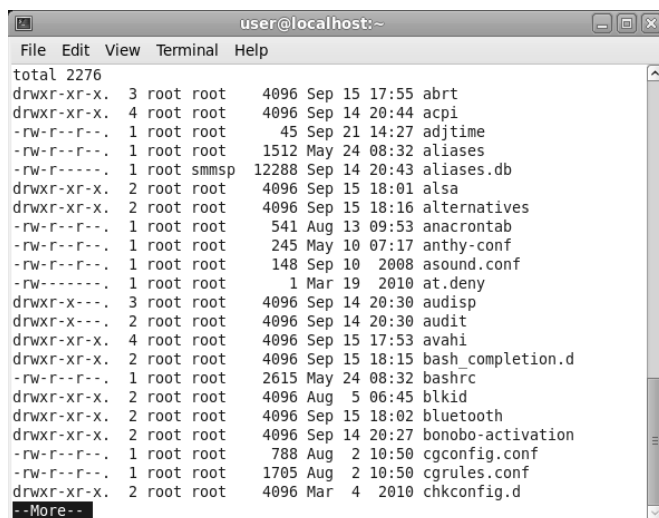 user@localhost:~
File Edit View Terminal Help
total 2276
drwxr-xr-x.  3 root root     4096 Sep 15 17:55 abrt
drwxr-xr-x.  4 root root     4096 Sep 14 20:44 acpi
-rw-r--r--.  1 root root       45 Sep 21 14:27 adjtime
-rw-r--r--.  1 root root     1512 May 24 08:32 aliases
-rw-r-----.  1 root smmsp   12288 Sep 14 20:43 aliases.db
drwxr-xr-x.  2 root root     4096 Sep 15 18:01 alsa
drwxr-xr-x.  2 root root     4096 Sep 15 18:16 alternatives
-rw-r--r--.  1 root root      541 Aug 13 09:53 anacrontab
-rw-r--r--.  1 root root      245 May 10 07:17 anthy-conf
-rw-r--r--.  1 root root      148 Sep 10  2008 asound.conf
-rw-------.  1 root root        1 Mar 19  2010 at.deny
drwxr-x---.  3 root root     4096 Sep 14 20:30 audisp
drwxr-x---.  2 root root     4096 Sep 14 20:30 audit
drwxr-xr-x.  4 root root     4096 Sep 15 17:53 avahi
drwxr-xr-x.  2 root root     4096 Sep 15 18:15 bash_completion.d
-rw-r--r--.  1 root root     2615 May 24 08:32 bashrc
drwxr-xr-x.  2 root root     4096 Aug  5 06:45 blkid
drwxr-xr-x.  2 root root     4096 Sep 15 18:02 bluetooth
drwxr-xr-x.  2 root root     4096 Sep 14 20:27 bonobo-activation
-rw-r--r--.  1 root root      788 Aug  2 10:50 cgconfig.conf
-rw-r--r--.  1 root root     1705 Aug  2 10:50 cgrules.conf
drwxr-xr-x.  2 root root     4096 Mar  4  2010 chkconfig.d
--More--